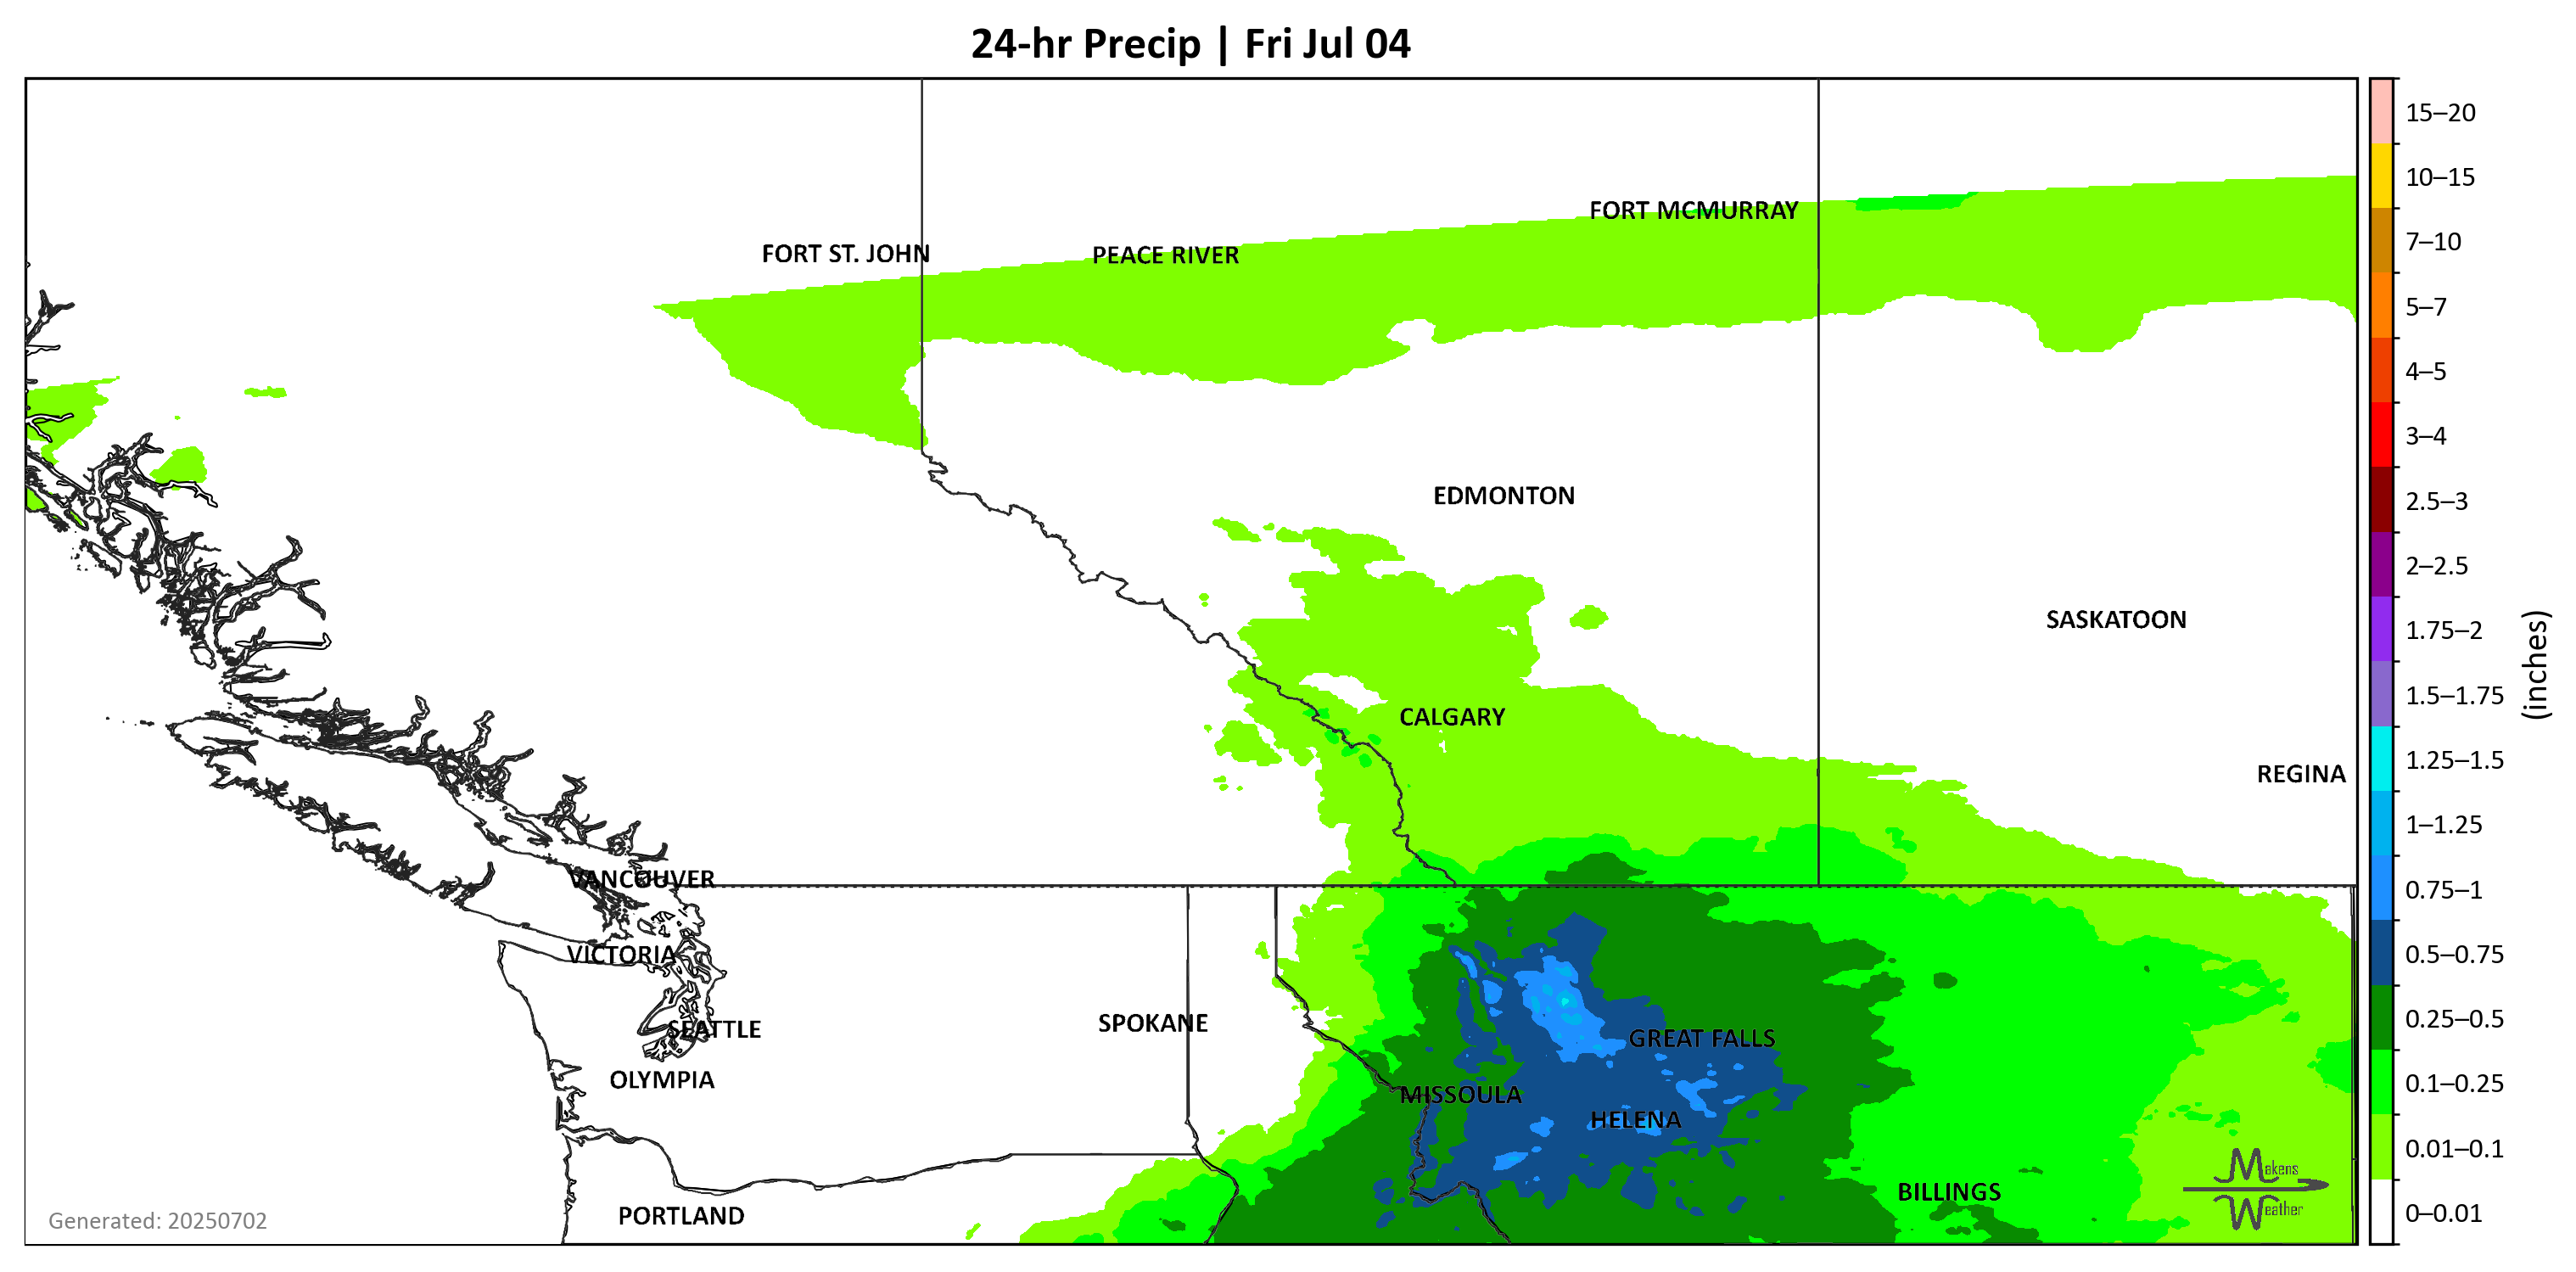 24-hr Precip | Fri Jul 04
15–20
10–15
7–10
5–7
4–5
3–4
2.5–3
2–2.5
1.75–2
1.5–1.75
1.25–1.5
1–1.25
0.75–1
0.5–0.75
0.25–0.5
0.1–0.25
0.01–0.1
0–0.01
(inches)
FORT MCMURRAY
FORT ST. JOHN
PEACE RIVER
EDMONTON
SASKATOON
CALGARY
REGINA
VANCOUVER
VICTORIA
SPOKANE
SEATTLE
GREAT FALLS
OLYMPIA
MISSOULA
HELENA
BILLINGS
PORTLAND
Makens
Weather
Generated: 20250702